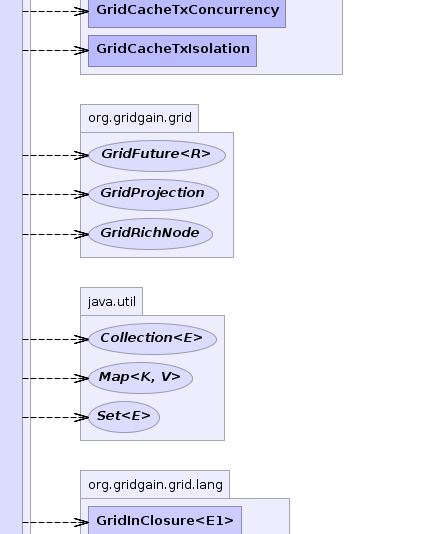 GridCacheTxConcurrency
GridCacheTxIsolation
org.gridgain.grid
GridFuture<R>
GridProjection
GridRichNode
java.util
Collection<E>
Map<K, V>
Set<E>
org.gridgain.grid.lang
GridInClosure<E1>